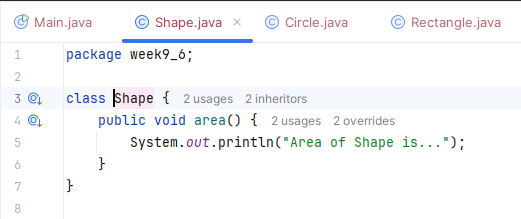 Main.java Shape.java × Circle.java Rectangle.java
1 package week9_6;
2
3 class Shape { 2 usages 2 inheritors
4 public void area() { 2 usages 2 overrides
5 System.out.println("Area of Shape is...");
6 }
7 }
8